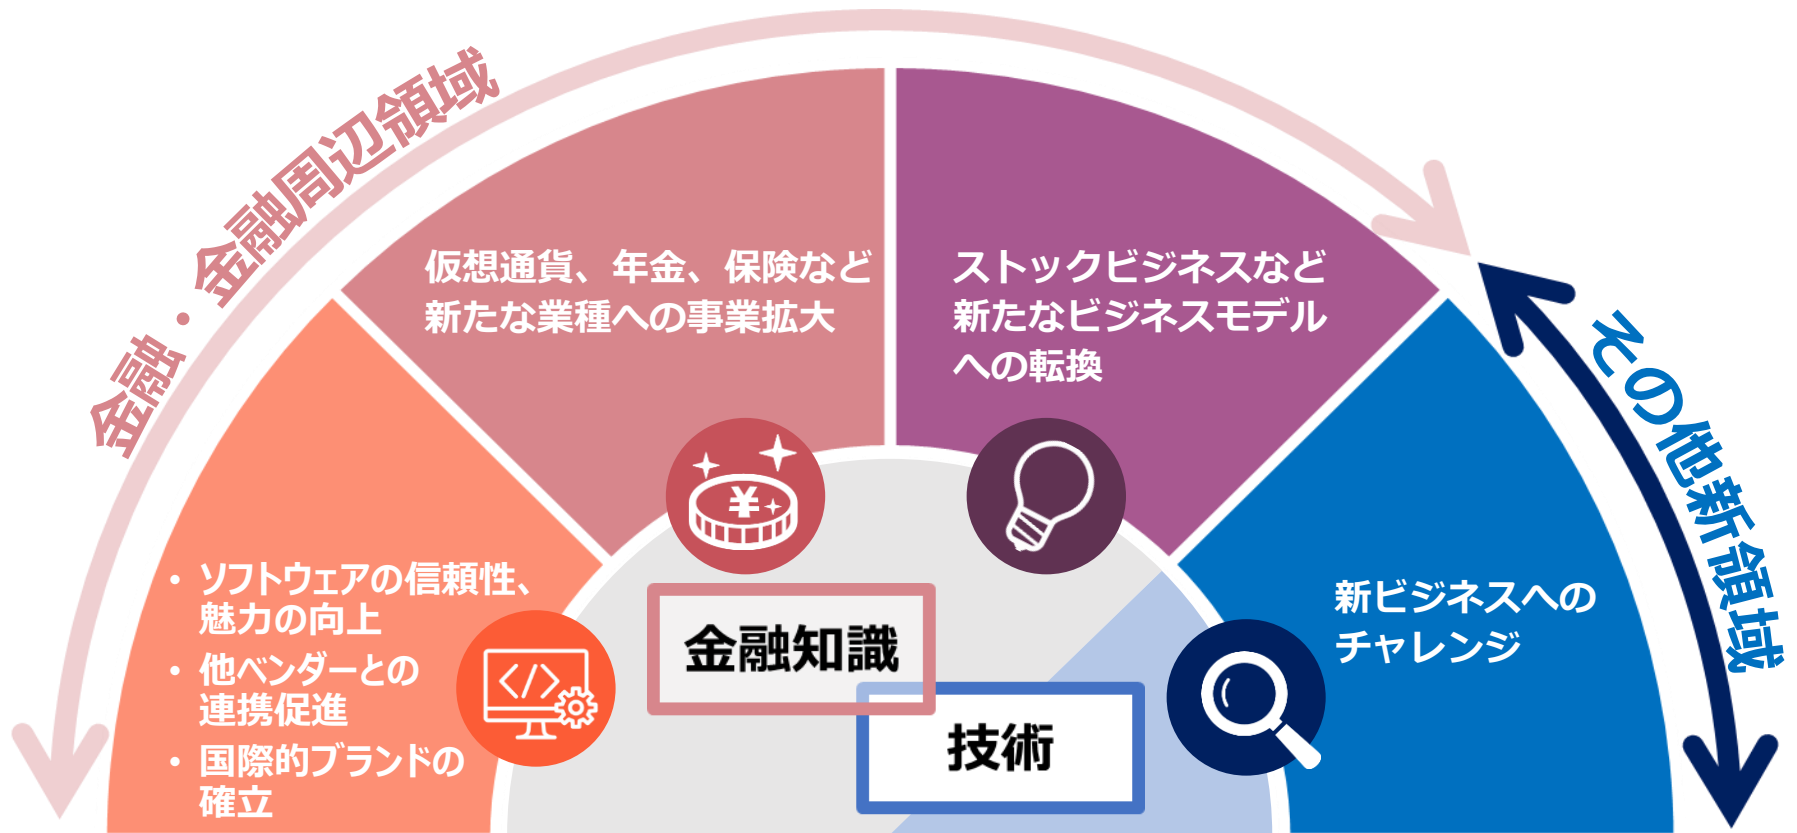 金融・金融周辺領域
仮想通貨、年金、保険など
新たな業種への事業拡大
ストックビジネスなど
新たなビジネスモデル
への転換
その他新領域
・ソフトウェアの信頼性、
魅力の向上
・他ベンダーとの
連携促進
・国際的ブランドの
確立
</>
¥
金融知識
技術
新ビジネスへの
チャレンジ